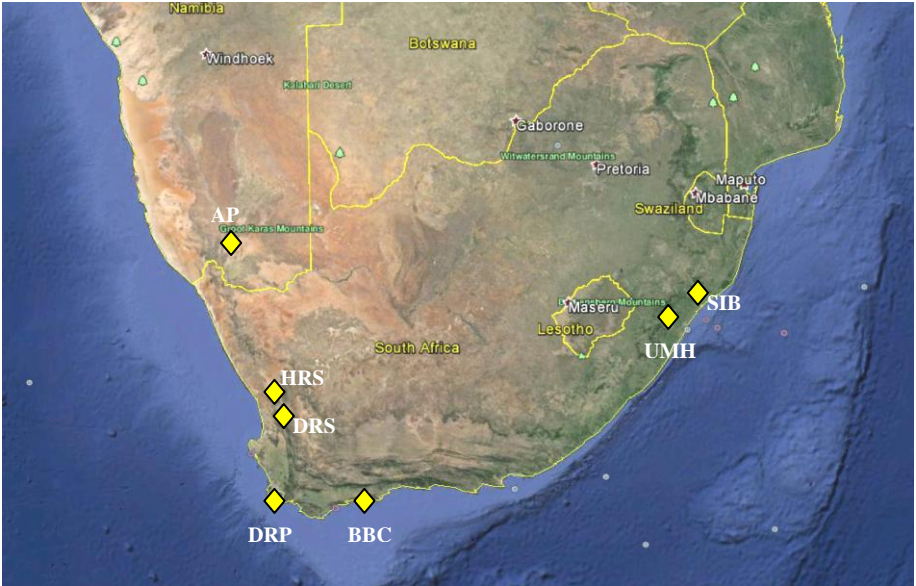 Namibia
Windhoek
Botswana
Kalahari Desert
Gaborone
Witwatersrand Mountains
Pretoria
Maputo
Mbabane
Swaziland
AP
Groot Karas Mountains
SIB
Maseru
Mountains
Lesotho
UMH
South Africa
HRS
DRS
DRP
BBC